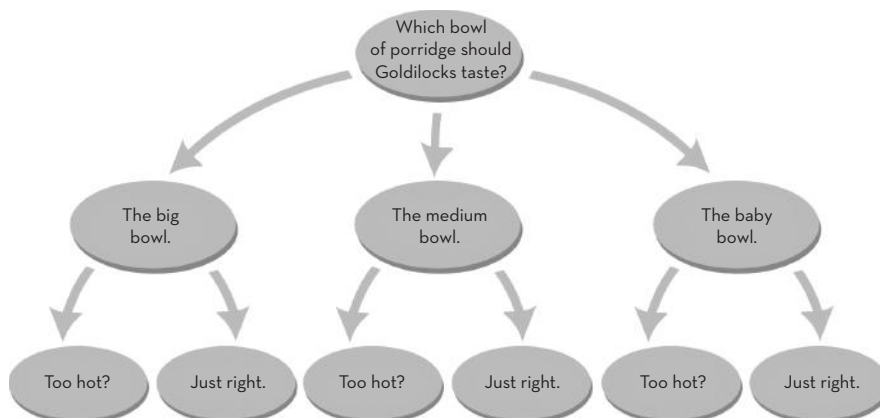 Which bowl
of porridge should
Goldilocks taste?
The big
bowl.
The medium
bowl.
The baby
bowl.
Too hot?
Just right.
Too hot?
Just right.
Too hot?
Just right.